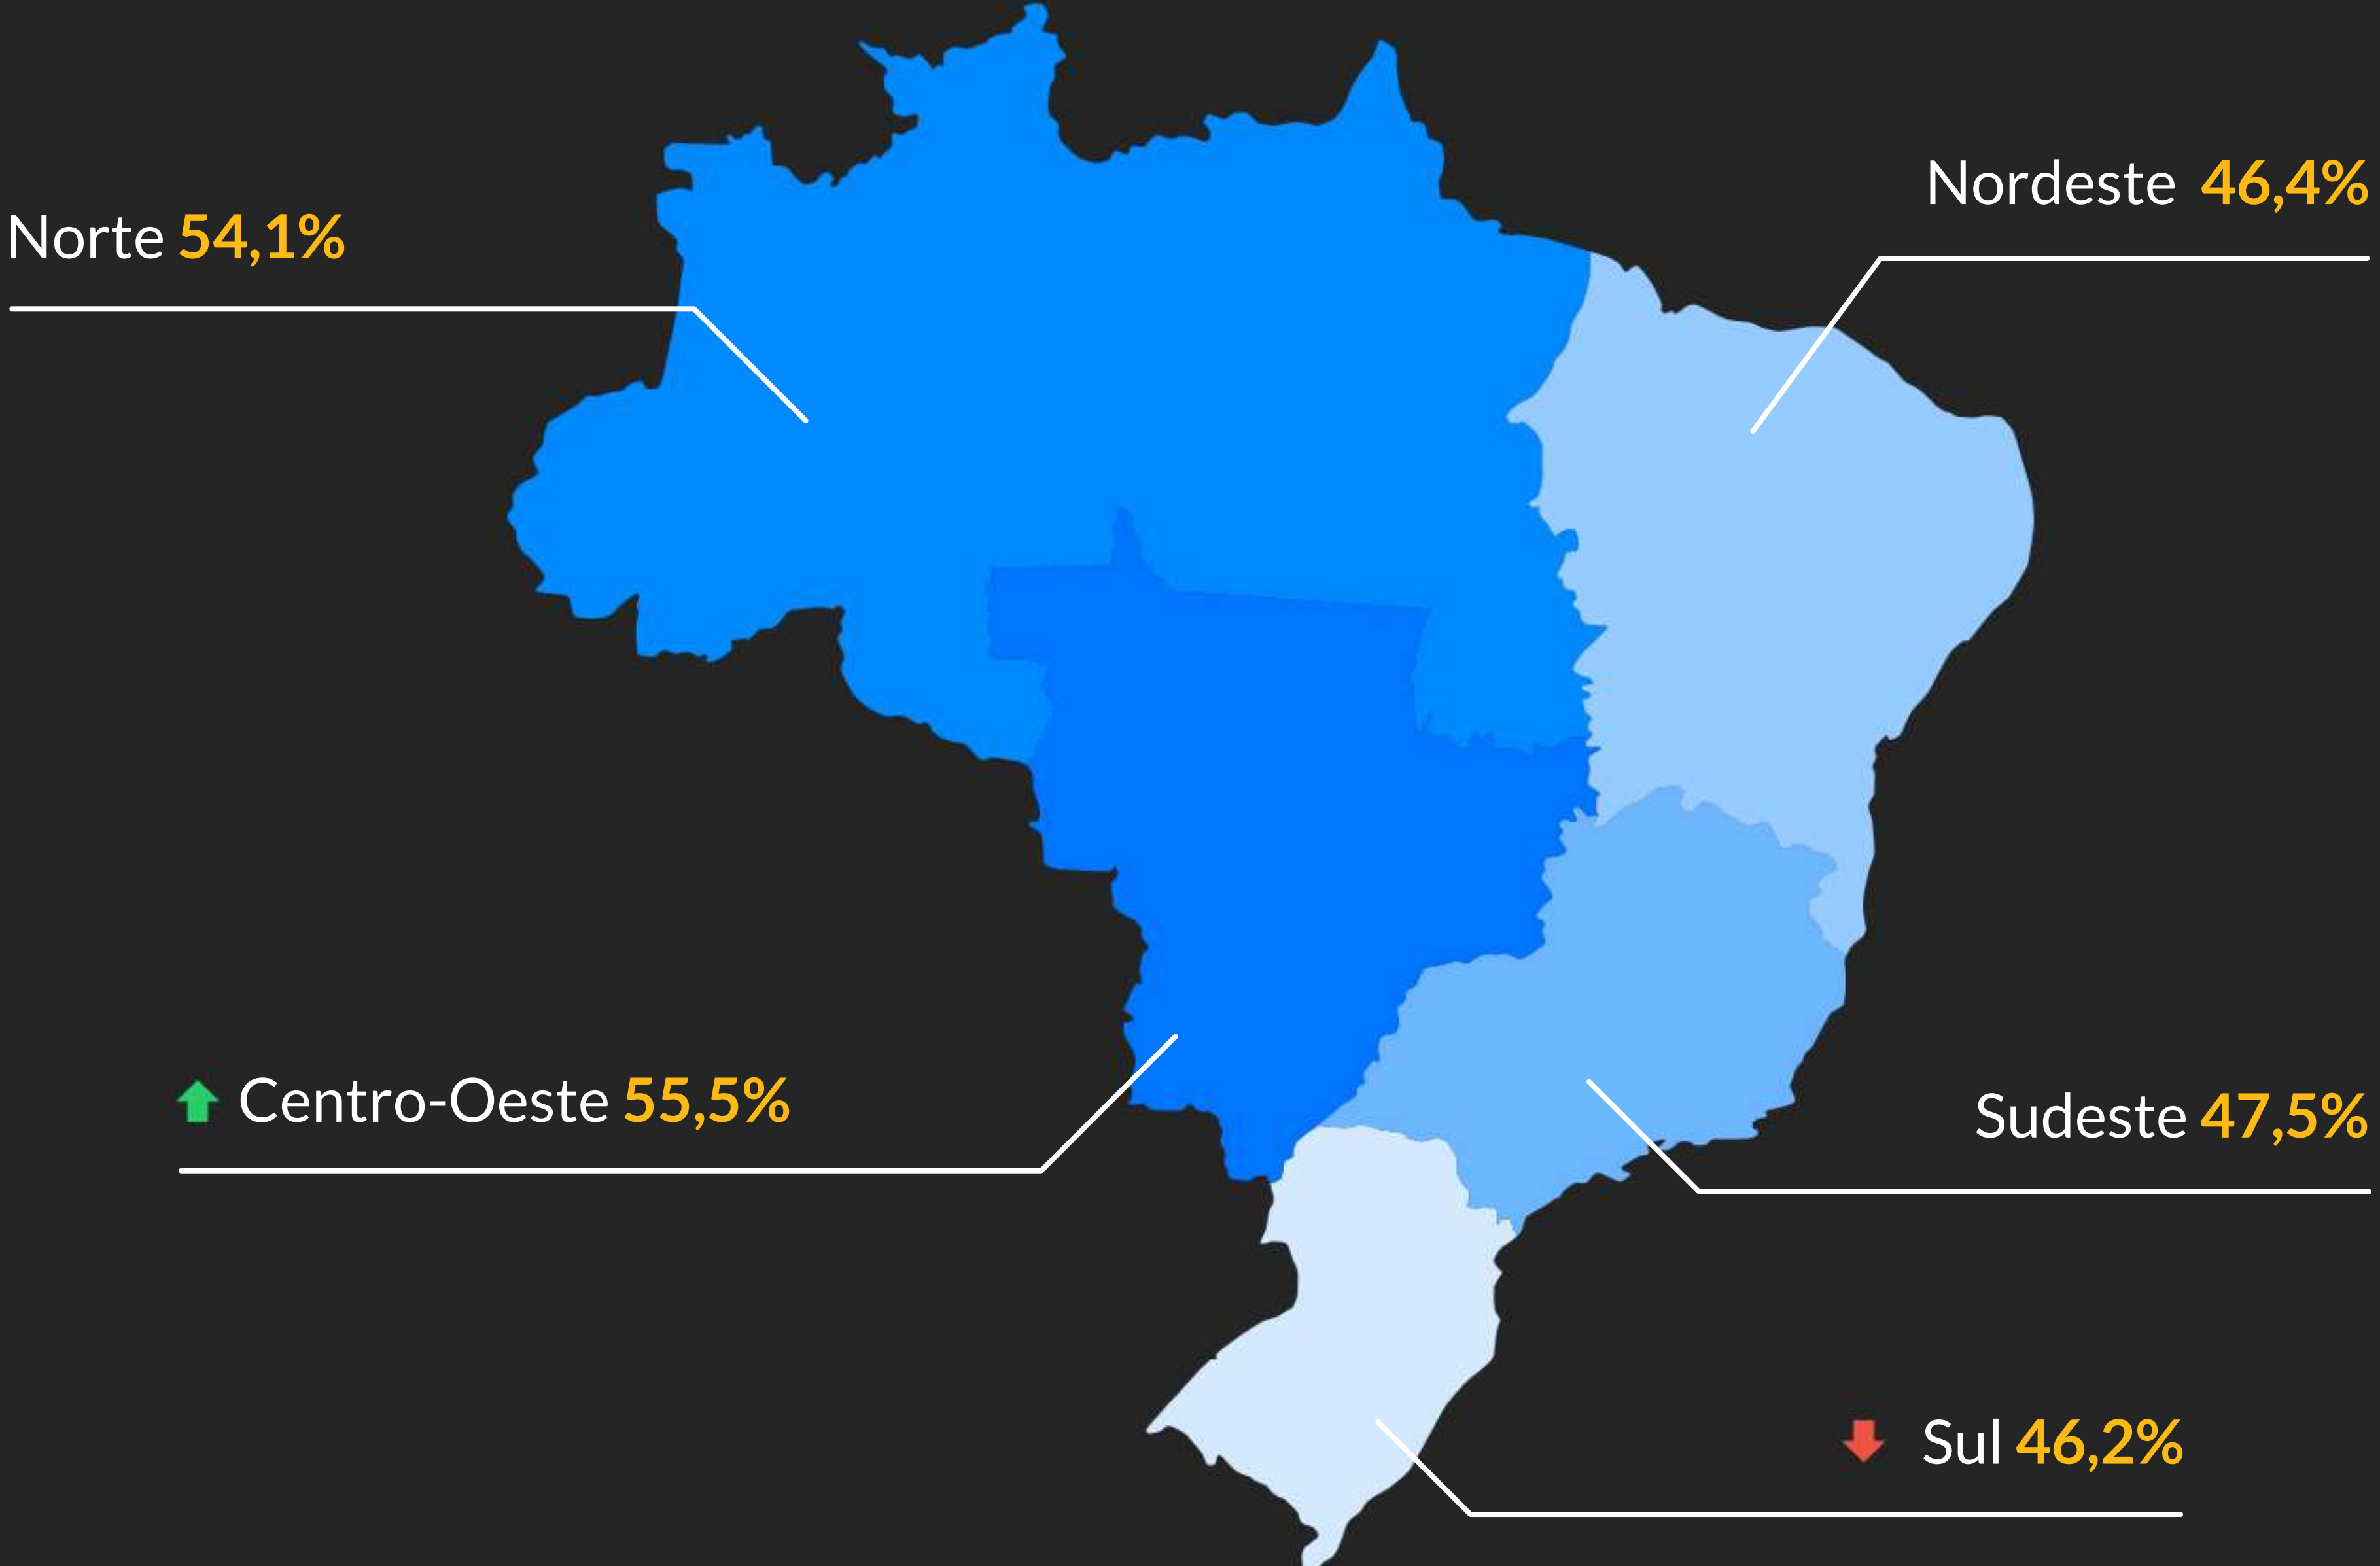 Nordeste 46,4%
Norte 54,1%
Centro-Oeste 55,5%
Sudeste 47,5%
Sul 46,2%